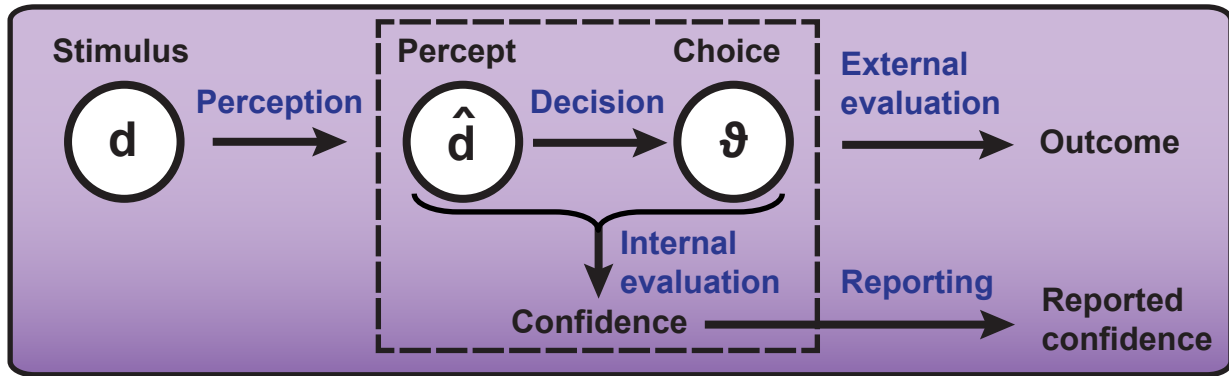 Stimulus
Perception
d
Percept
Decision
Choice
d̂
ϑ
External
evaluation
Outcome
Internal
evaluation
Confidence
Reporting
Reported
confidence